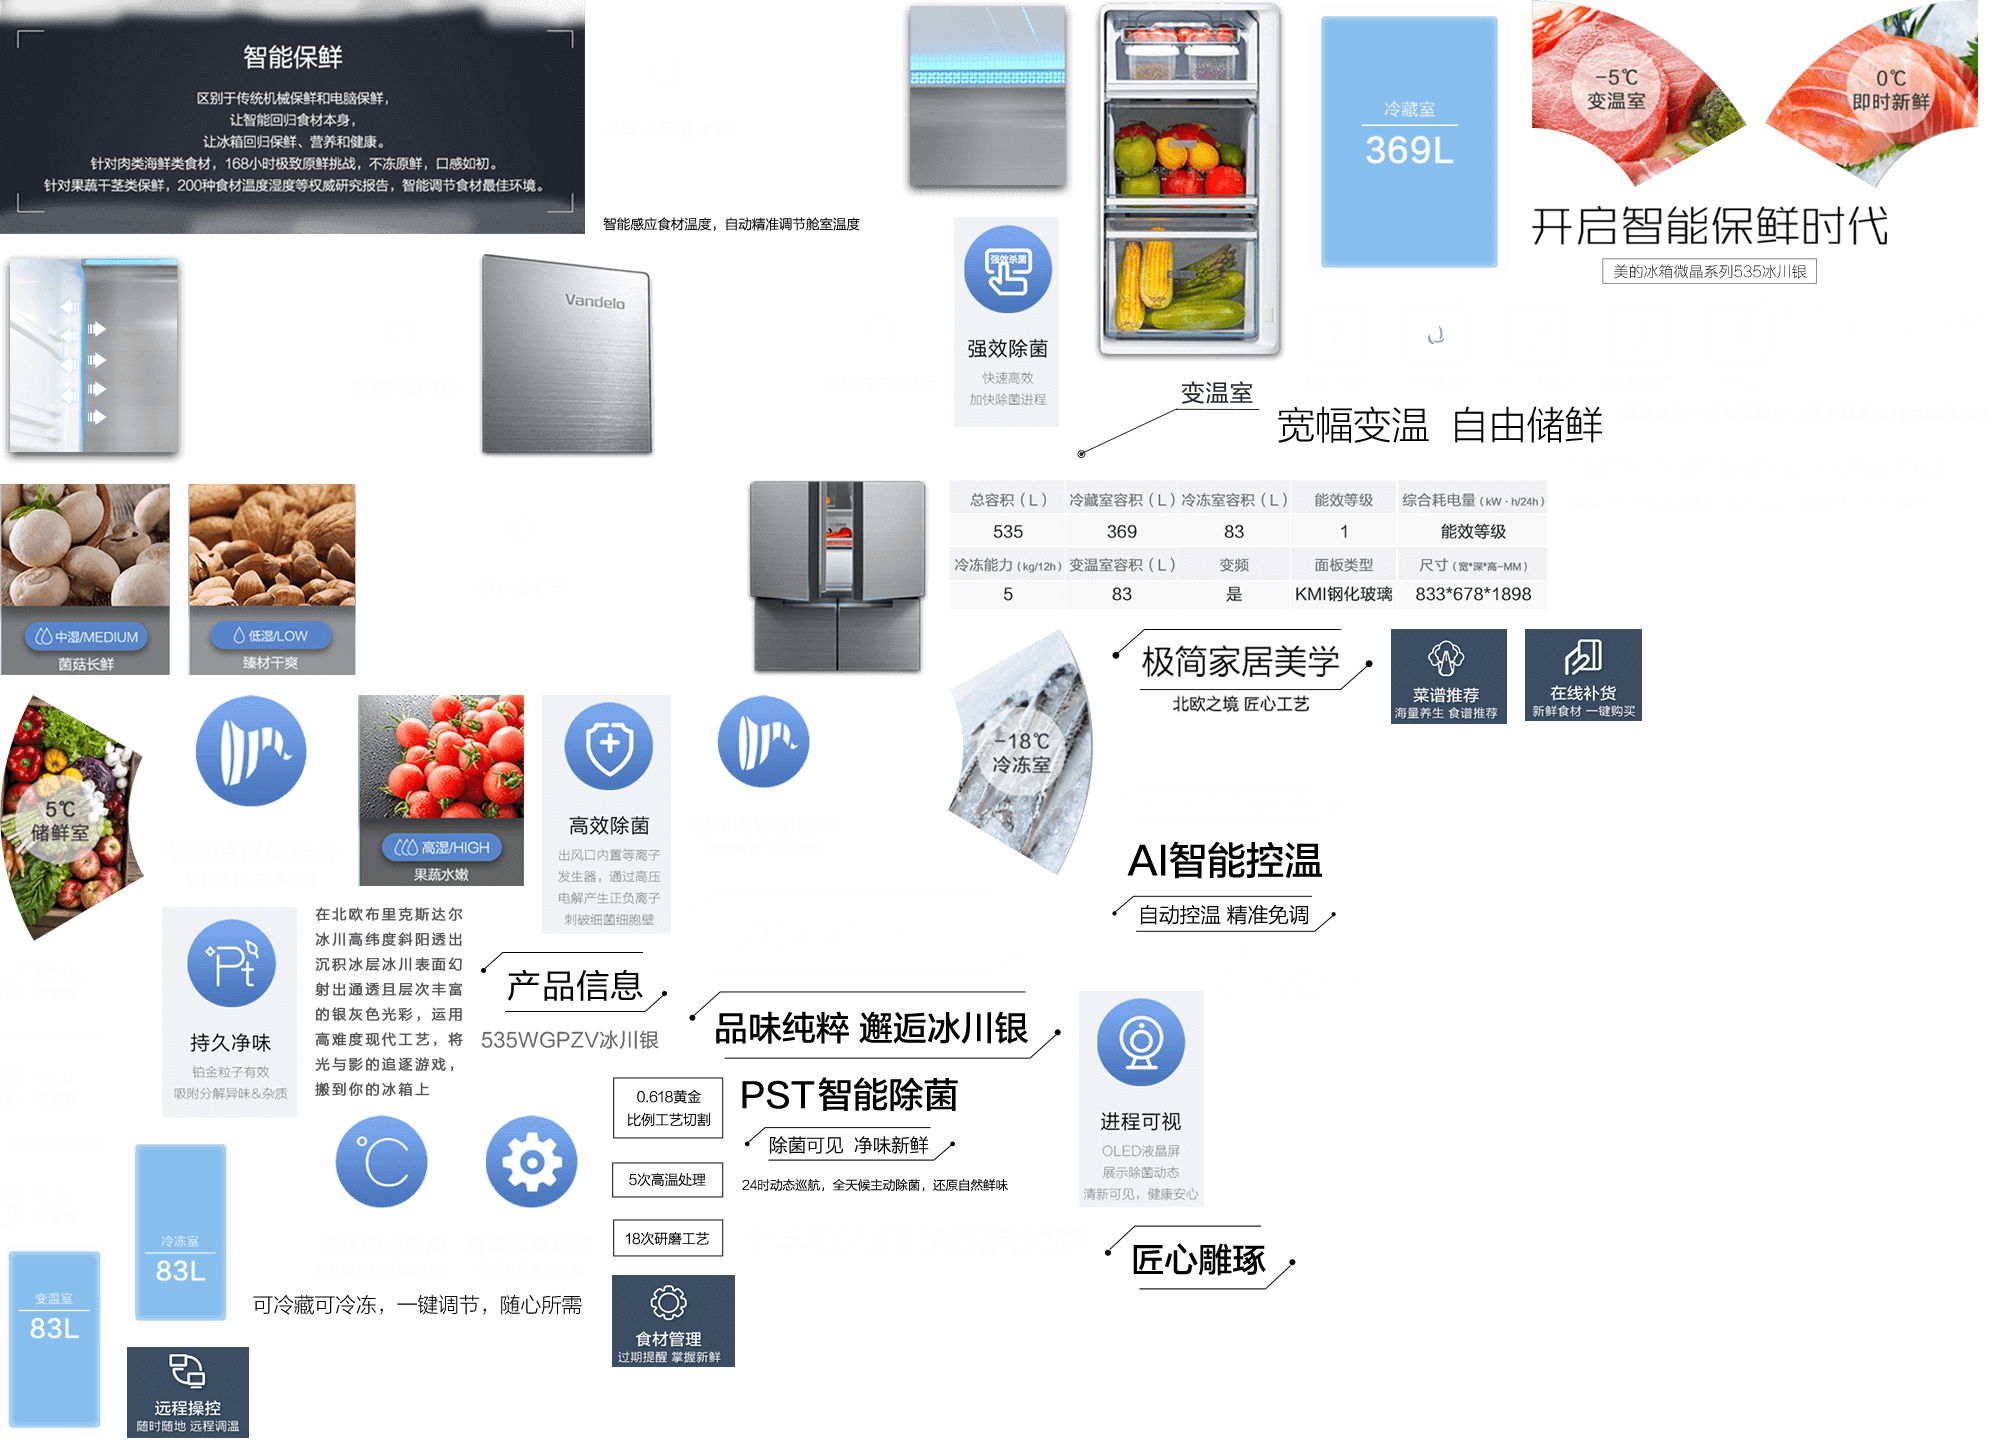 智能保鲜
区别于传统机械保鲜和电脑保鲜，
让智能回归食材本身，
让冰箱回归保鲜、营养和健康。
针对肉类海鲜类食材，168小时极致原鲜挑战，不冻原鲜，口感如初。
针对果蔬干茎类保鲜，200种食材温度湿度等权威研究报告，智能调节食材最佳环境。
智能感应食材温度，自动精准调节舱室温度
冷藏室
369L
-5℃
变温室
0℃
即时新鲜
开启智能保鲜时代
美的冰箱微晶系列535冰川银
Vandelo
强效杀菌
强效除菌
快速高效
加快除菌进程
变温室
宽幅变温 自由储鲜
总容积（L） 冷藏室容积（L） 冷冻室容积（L） 能效等级 综合耗电量（kW·h/24h）
535 369 83 1 能效等级
冷冻能力（kg/12h） 变温室容积（L） 变频 面板类型 尺寸（宽*深*高-MM）
5 83 是 KMI钢化玻璃 833*678*1898
中湿/MEDIUM
菌菇长鲜
低湿/LOW
臻材干爽
极简家居美学
北欧之境 匠心工艺
菜谱推荐
海量养生 食谱推荐
在线补货
新鲜食材 一键购买
5℃
储鲜室
高湿/HIGH
果蔬水嫩
高效除菌
出风口内置等离子
发生器，通过高压
电解产生正负离子
刺破细菌细胞壁
-18℃
冷冻室
AI智能控温
自动控温 精准免调
Pt
持久净味
铂金粒子有效
吸附分解异味&杂质
在北欧布里克斯达尔
冰川高纬度斜阳透出
沉积冰层冰川表面幻
射出通透且层次丰富
的银灰色光彩，运用
高难度现代工艺，将
光与影的追逐游戏，
搬到你的冰箱上
产品信息
535WGPZV冰川银
品味纯粹 邂逅冰川银
0.618黄金
比例工艺切割
5次高温处理
18次研磨工艺
PST智能除菌
除菌可见 净味新鲜
24时动态巡航，全天候主动除菌，还原自然鲜味
进程可视
OLED液晶屏
展示除菌动态
清新可见，健康安心
匠心雕琢
℃
冷冻室
83L
变温室
83L
可冷藏可冷冻，一键调节，随心所需
食材管理
过期提醒 掌握新鲜
远程操控
随时随地 远程调温